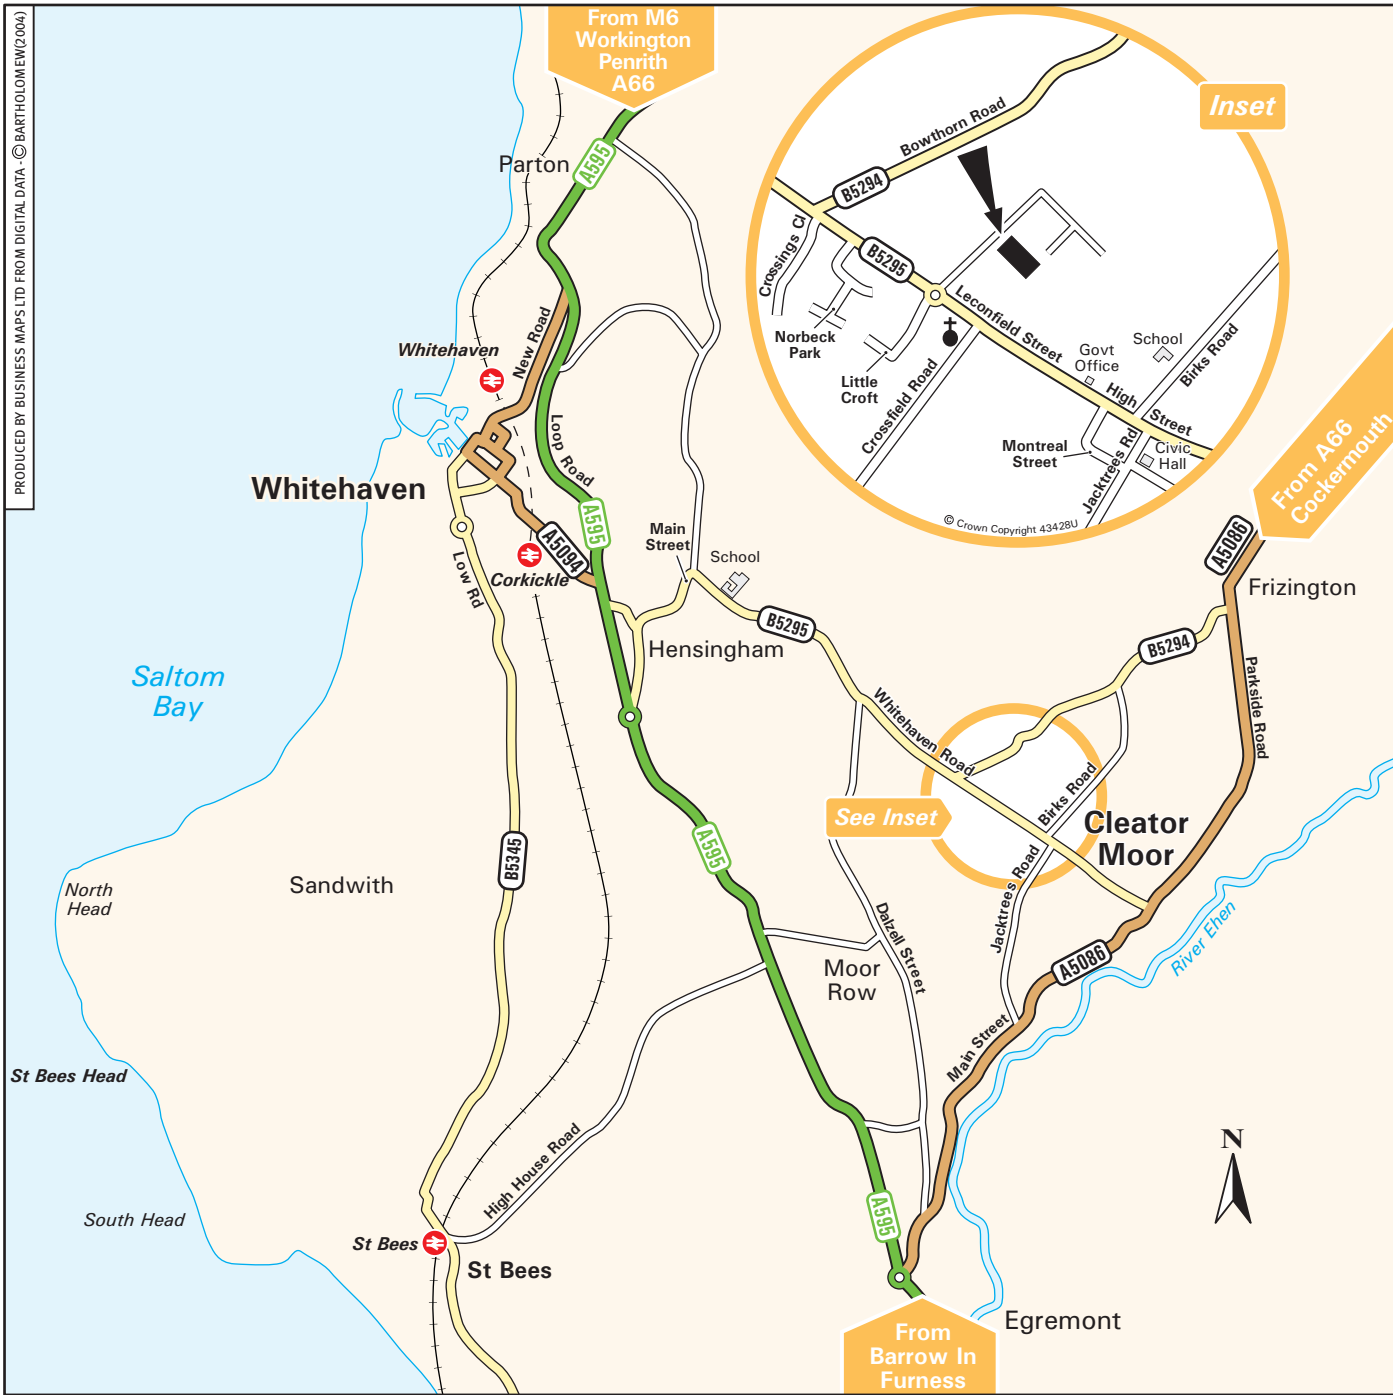 PRODUCED BY BUSINESS MAPS LTD FROM DIGITAL DATA - © BARTHOLOMEW(2004)
From M6
Workington
Penrith
A66
Inset
Bowthorn Road
B5294
B5295
Crossings Cl
Norbeck
Park
Little
Croft
Leconfield Street
Crossfield Road
Govt
Office
School
Birks Road
High Street
Montreal
Street
Jacktrees Rd
Civic
Hall
© Crown Copyright 43428U
From A66
Cockermouth
Parton
A595
New Road
Whitehaven
Loop Road
Whitehaven
A595
A5094
Corkickle
Low Rd
Main
Street
School
Hensingham
B5295
A5086
Frizington
B5294
Parkside Road
Saltom
Bay
Whitehaven Road
See Inset
Birks Road
Cleator
Moor
Jacktrees Road
A595
B5345
Sandwith
North
Head
Dalzell Street
Moor
Row
River Ehen
A5086
Main Street
St Bees Head
High House Road
South Head
St Bees
St Bees
A595
N
Egremont
From
Barrow In
Furness